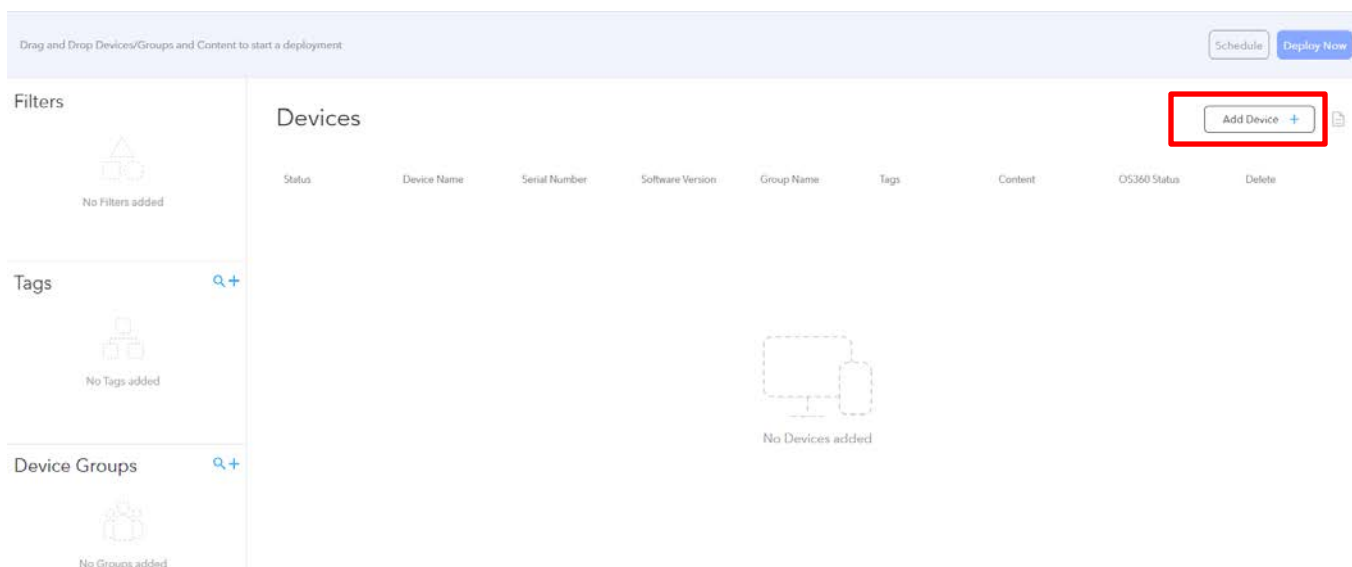 Drag and Drop Devices/Groups and Content to start a deployment
Schedule
Deploy Now
Filters
No Filters added
Tags
No Tags added
Device Groups
No Groups added
Devices
Add Device +
Status Device Name Serial Number Software Version Group Name Tags Content OS360 Status Delete
No Devices added